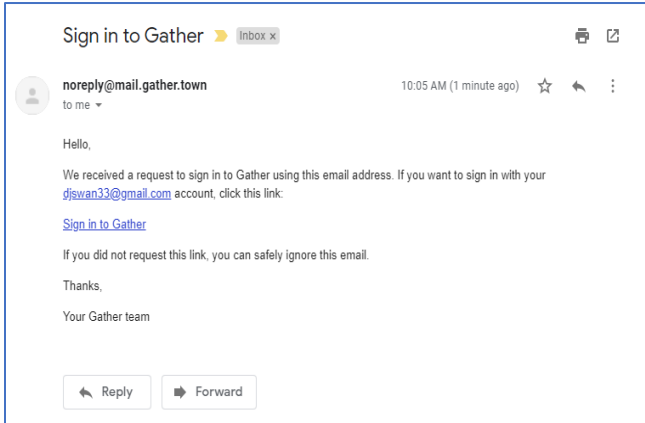 Sign in to Gather Inbox x
noreply@mail.gather.town 10:05 AM (1 minute ago)
to me
Hello,
We received a request to sign in to Gather using this email address. If you want to sign in with your
djswan33@gmail.com account, click this link:
Sign in to Gather
If you did not request this link, you can safely ignore this email.
Thanks,
Your Gather team
Reply Forward